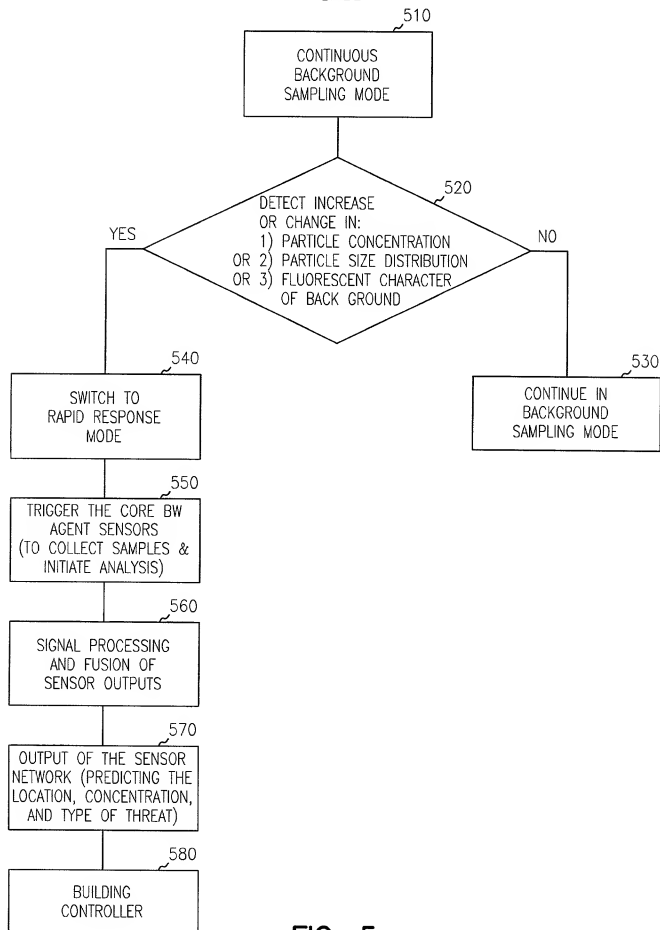 510
CONTINUOUS
BACKGROUND
SAMPLING MODE
520
DETECT INCREASE
OR CHANGE IN:
1) PARTICLE CONCENTRATION
OR 2) PARTICLE SIZE DISTRIBUTION
OR 3) FLUORESCENT CHARACTER
OF BACK GROUND
YES
NO
540
SWITCH TO
RAPID RESPONSE
MODE
530
CONTINUE IN
BACKGROUND
SAMPLING MODE
550
TRIGGER THE CORE BW
AGENT SENSORS
(TO COLLECT SAMPLES &
INITIATE ANALYSIS)
560
SIGNAL PROCESSING
AND FUSION OF
SENSOR OUTPUTS
570
OUTPUT OF THE SENSOR
NETWORK (PREDICTING THE
LOCATION, CONCENTRATION,
AND TYPE OF THREAT)
580
BUILDING
CONTROLLER